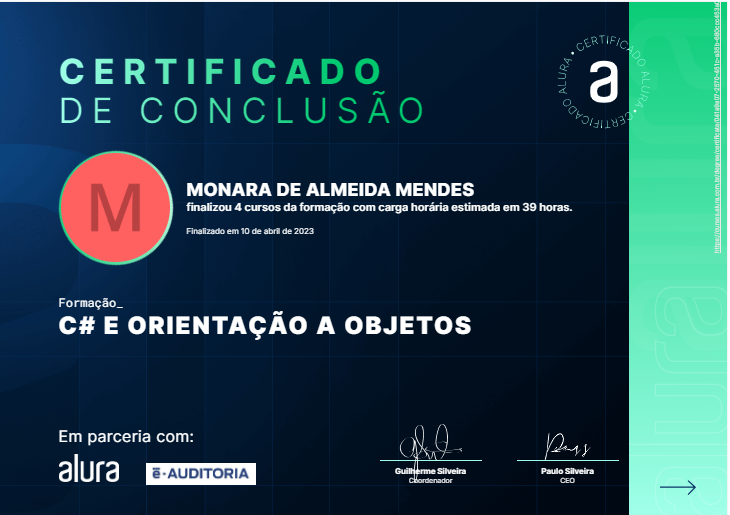 CERTIFICADO
DE CONCLUSÃO
CERTIFICADO ALURA • CERTIFICADO ALURA •
a
M
MONARA DE ALMEIDA MENDES
finalizou 4 cursos da formação com carga horária estimada em 39 horas.
Finalizado em 10 de abril de 2023
Formação_
C# E ORIENTAÇÃO A OBJETOS
Em parceria com:
alura
e-AUDITORIA
Guilherme Silveira
Coordenador
Paulo Silveira
CEO
alura